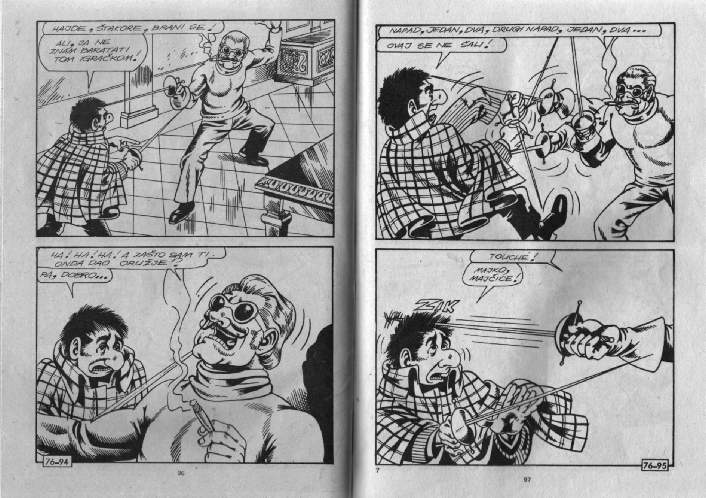 HAJDE, ŠTAKORE, BRANI SE!
ALI, JA NE
ZNAM BARATATI
TOM IGRAČKOM!
HA! HA! HA! A ZAŠTO SAM TI
ONDA DAO ORUŽJE?
PA, DOBRO...
76-94
96
NAPAD, JEDAN, DVA, DRUGI NAPAD, JEDAN, DVA...
OVAJ SE NE ŠALI!
TOUCHE!
MAJKO,
MAJČICE!
ZIK
76-95
7
97